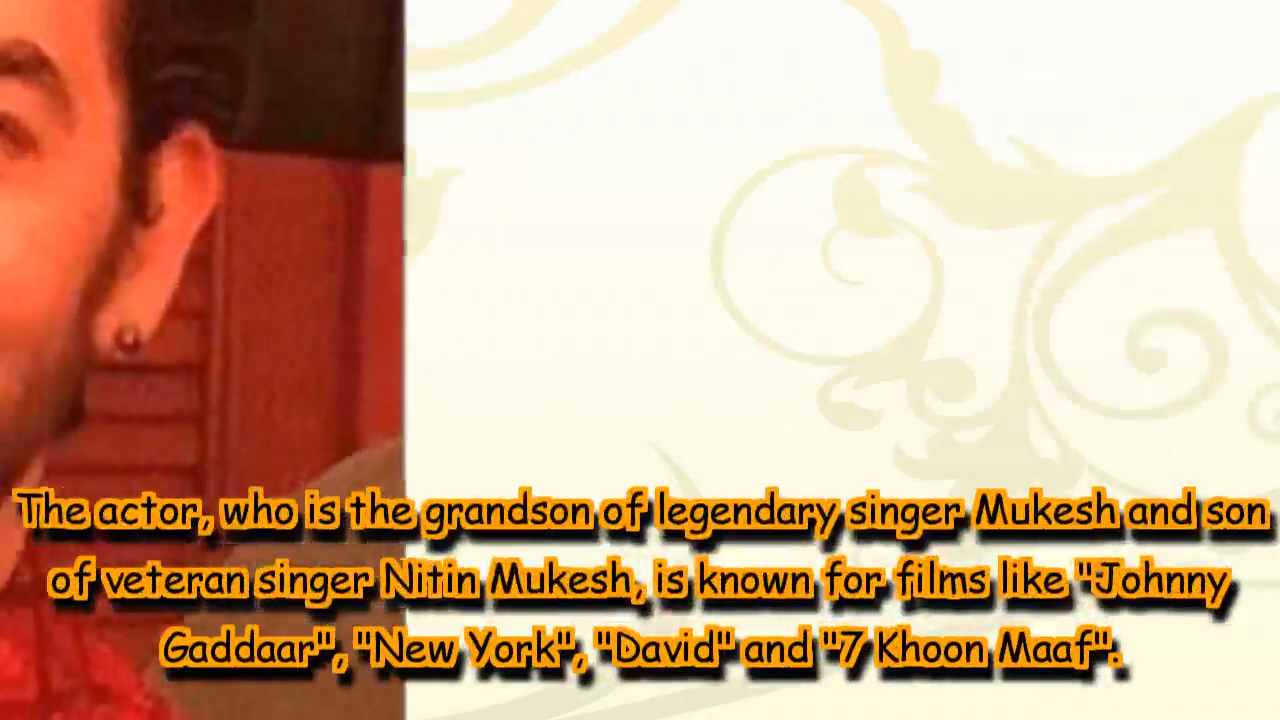 The actor, who is the grandson of legendary singer Mukesh and son
of veteran singer Nitin Mukesh, is known for films like "Johnny
Gaddaar", "New York", "David" and "7 Khoon Maaf".